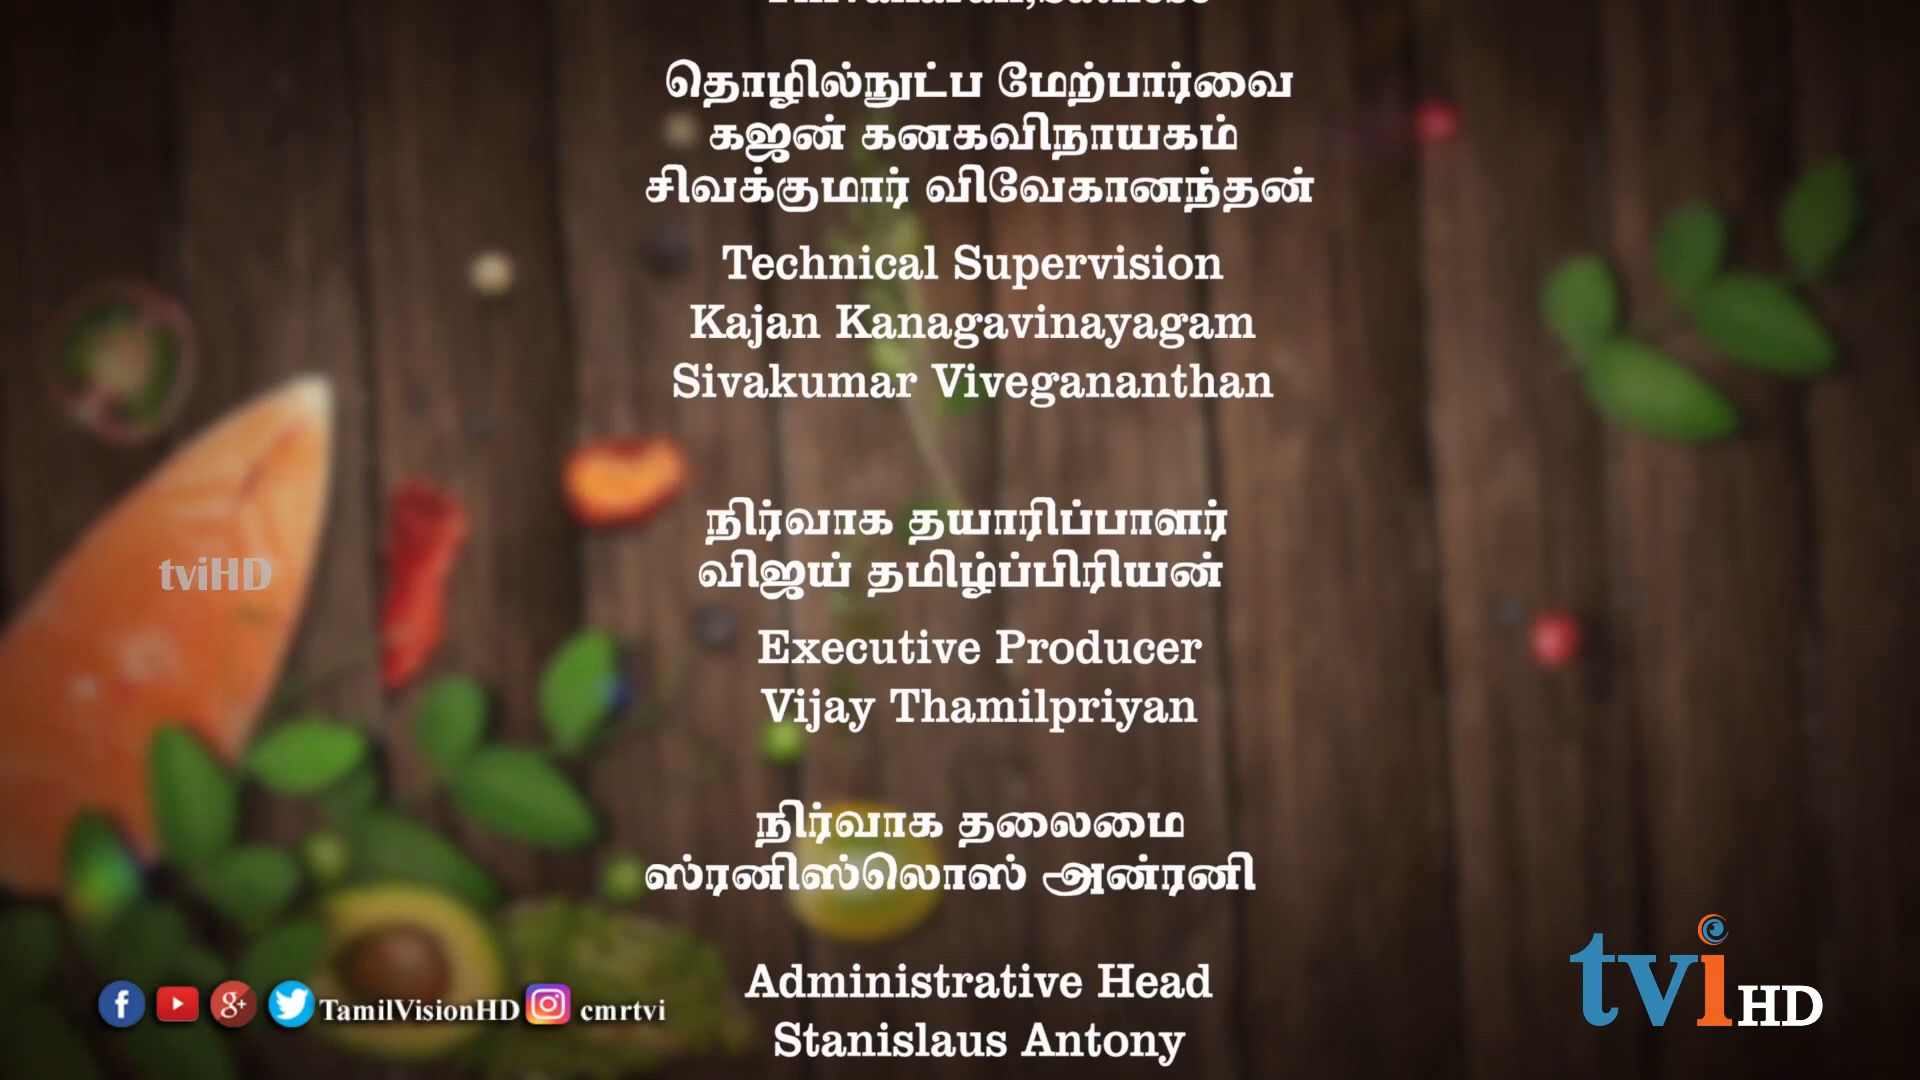 தொழில்நுட்ப மேற்பார்வை
கஜன் கனகவிநாயகம்
சிவக்குமார் விவேகானந்தன்
Technical Supervision
Kajan Kanagavinayagam
Sivakumar Vivegananthan
நிர்வாக தயாரிப்பாளர்
விஜய் தமிழ்ப்பிரியன்
tviHD
Executive Producer
Vijay Thamilpriyan
நிர்வாக தலைமை
ஸ்ரனிஸ்லொஸ் அன்ரனி
Administrative Head
Stanislaus Antony
TamilVisionHD cmrtvi
tvi HD